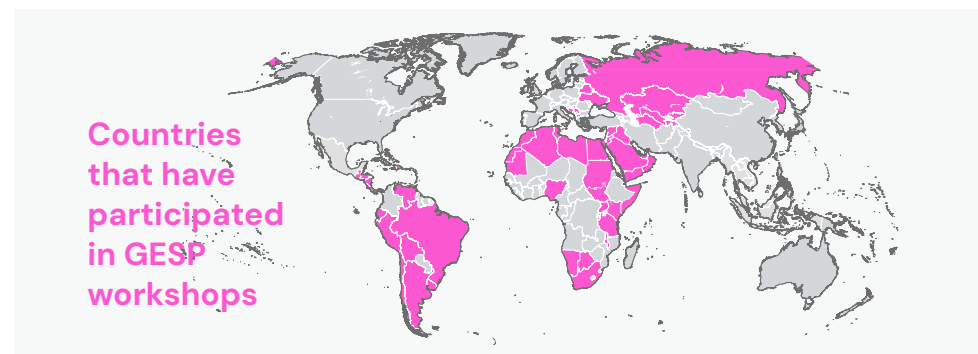 Countries
that have
participated
in GESP
workshops